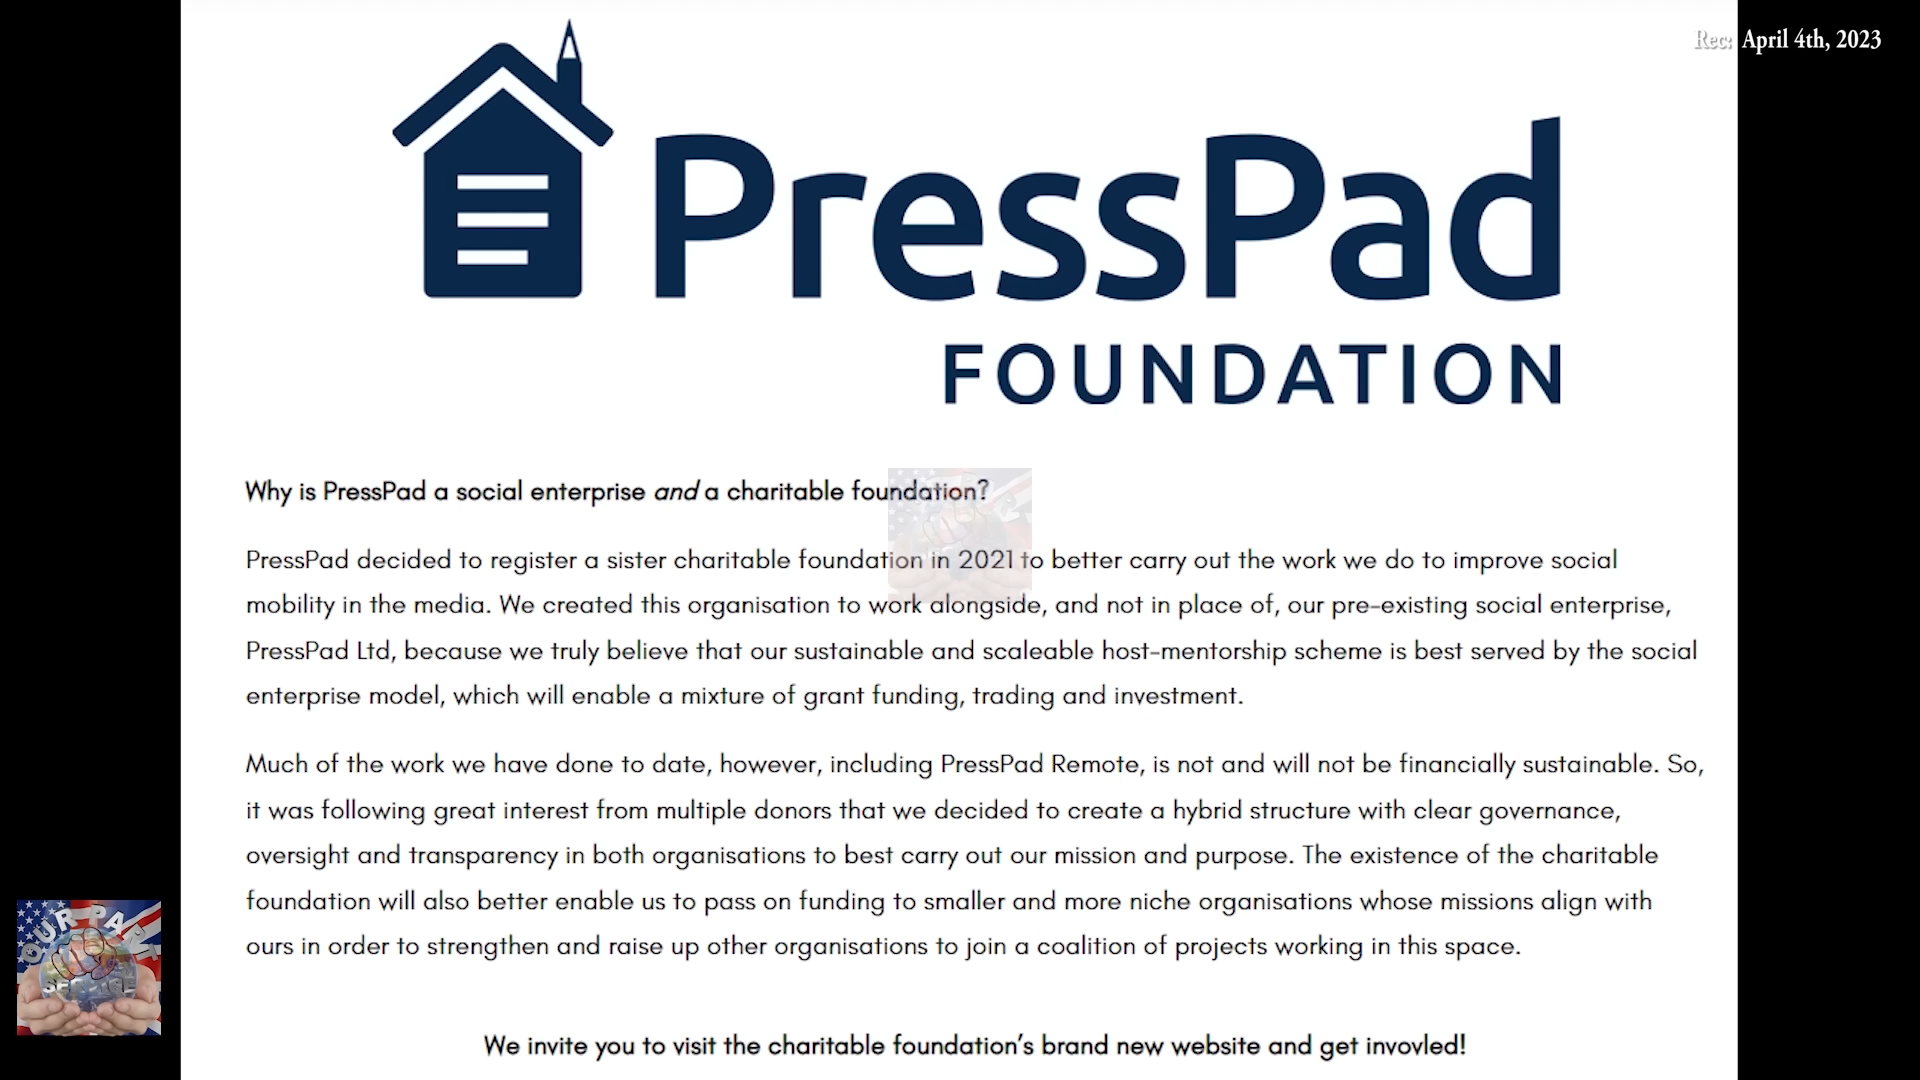 Rec: April 4th, 2023
PressPad
FOUNDATION
Why is PressPad a social enterprise and a charitable foundation?
PressPad decided to register a sister charitable foundation in 2021 to better carry out the work we do to improve social
mobility in the media. We created this organisation to work alongside, and not in place of, our pre-existing social enterprise,
PressPad Ltd, because we truly believe that our sustainable and scaleable host-mentorship scheme is best served by the social
enterprise model, which will enable a mixture of grant funding, trading and investment.
Much of the work we have done to date, however, including PressPad Remote, is not and will not be financially sustainable. So,
it was following great interest from multiple donors that we decided to create a hybrid structure with clear governance,
oversight and transparency in both organisations to best carry out our mission and purpose. The existence of the charitable
foundation will also better enable us to pass on funding to smaller and more niche organisations whose missions align with
ours in order to strengthen and raise up other organisations to join a coalition of projects working in this space.
We invite you to visit the charitable foundation's brand new website and get invovled!
OUR
SERVICE